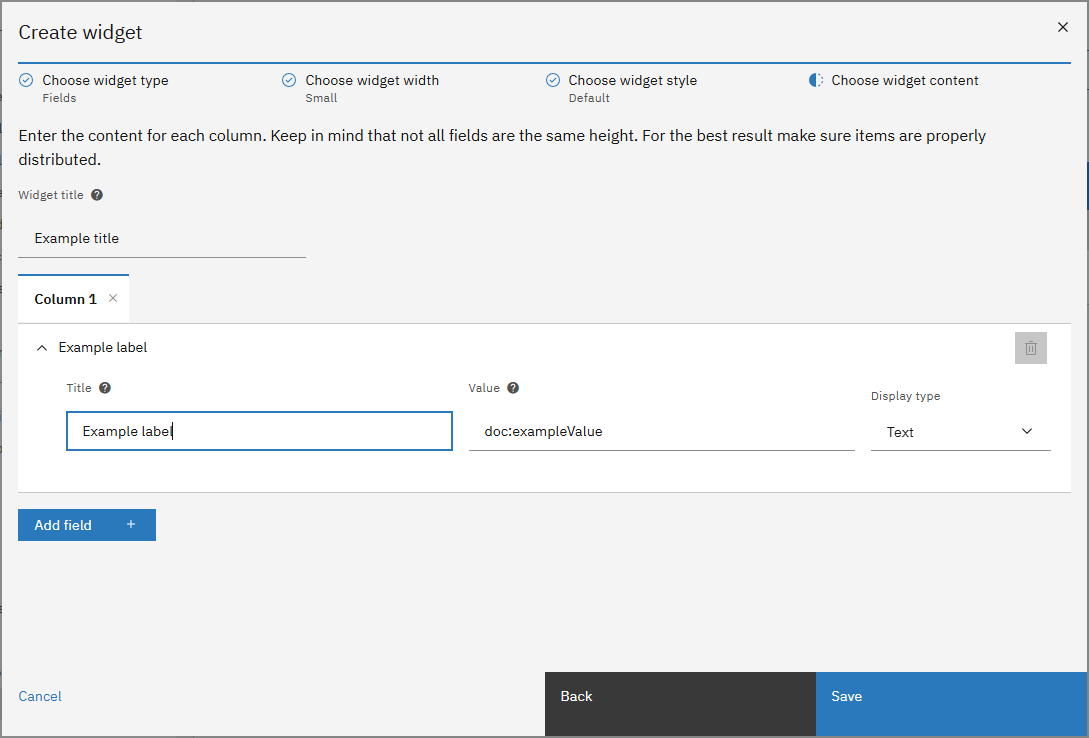 Create widget
Choose widget type
Fields
Choose widget width
Small
Choose widget style
Default
Choose widget content
Enter the content for each column. Keep in mind that not all fields are the same height. For the best result make sure items are properly
distributed.
Widget title
Example title
Column 1
Example label
Title
Value
Display type
Example label
doc:exampleValue
Text
Add field +
Cancel
Back
Save